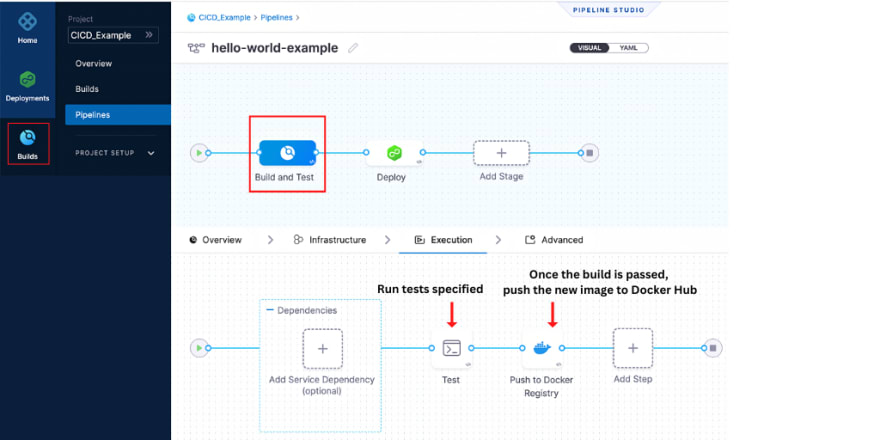 Home
Deployments
Builds
Project
CICD_Example >>
Overview
Builds
Pipelines
PROJECT SETUP
CICD_Example > Pipelines >
PIPELINE STUDIO
hello-world-example
VISUAL YAML
Build and Test
Deploy
+
Add Stage
Overview > Infrastructure > Execution > Advanced
Run tests specified
Once the build is passed,
push the new image to Docker Hub
Dependencies
+
Add Service Dependency
(optional)
Test
Push to Docker
Registry
+
Add Step